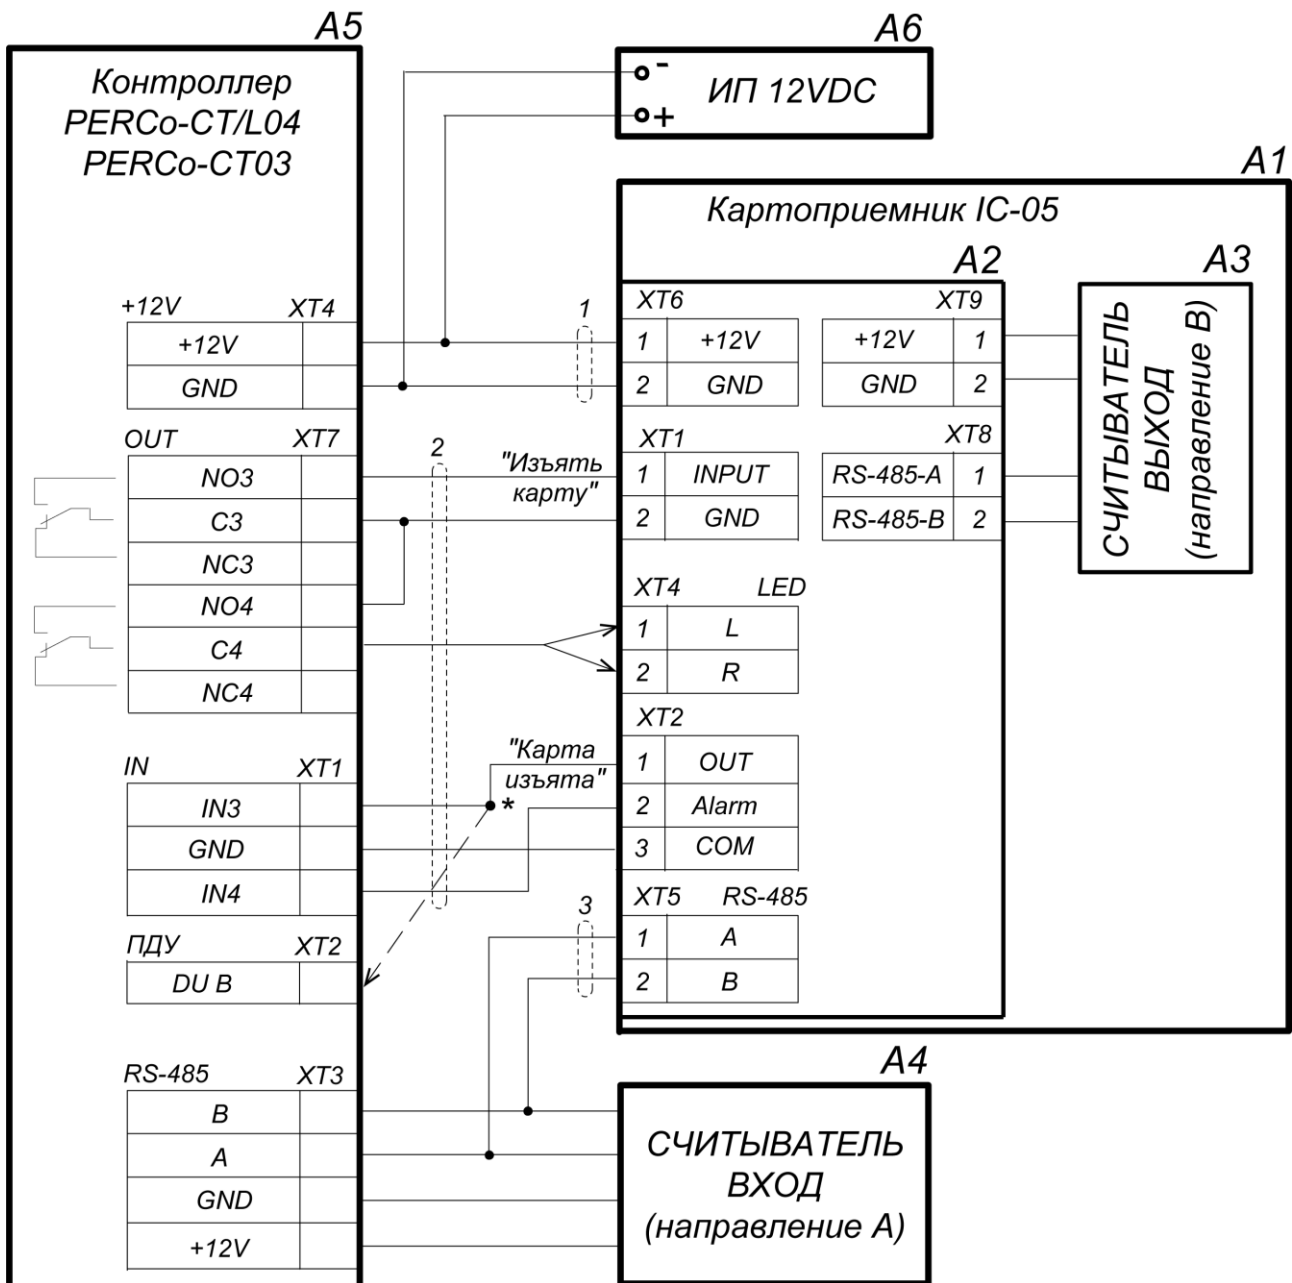 A5
Контроллер
PERCo-CT/L04
PERCo-CT03
A6
-
+
ИП 12VDC
A1
Картоприемник IC-05
A2
A3
+12V XT4
+12V
GND
1
XT6
1 +12V
2 GND
XT9
+12V 1
GND 2
СЧИТЫВАТЕЛЬ
ВЫХОД
(направление В)
OUT XT7
NO3
C3
NC3
NO4
C4
NC4
2
"Изъять
карту"
XT1
1 INPUT
2 GND
XT8
RS-485-A 1
RS-485-B 2
XT4 LED
1 L
2 R
XT2
1 OUT
2 Alarm
3 COM
"Карта
изъята"
*
IN XT1
IN3
GND
IN4
3
XT5 RS-485
1 A
2 B
ПДУ XT2
DU B
RS-485 XT3
B
A
GND
+12V
A4
СЧИТЫВАТЕЛЬ
ВХОД
(направление А)